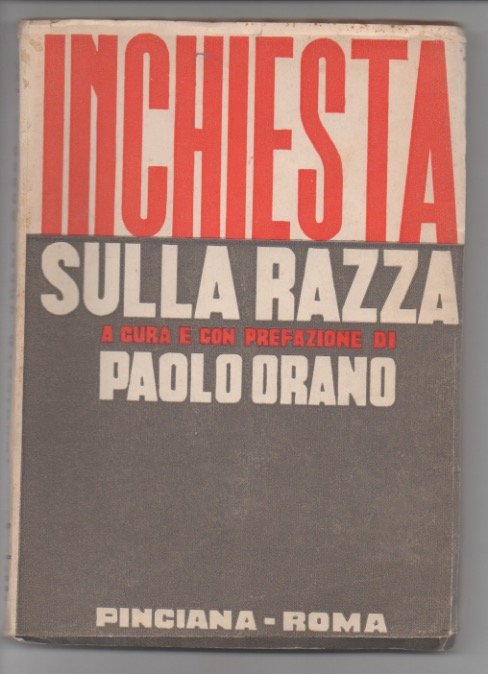 INCHIESTA
SULLA RAZZA
A CURA E CON PREFAZIONE DI
PAOLO ORANO
PINCIANA - ROMA